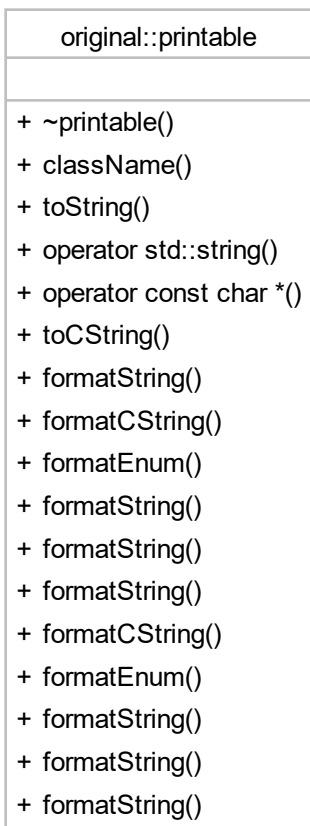 original::printable
+ ~printable()
+ className()
+ toString()
+ operator std::string()
+ operator const char *()
+ toCString()
+ formatString()
+ formatCString()
+ formatEnum()
+ formatString()
+ formatString()
+ formatString()
+ formatCString()
+ formatEnum()
+ formatString()
+ formatString()
+ formatString()